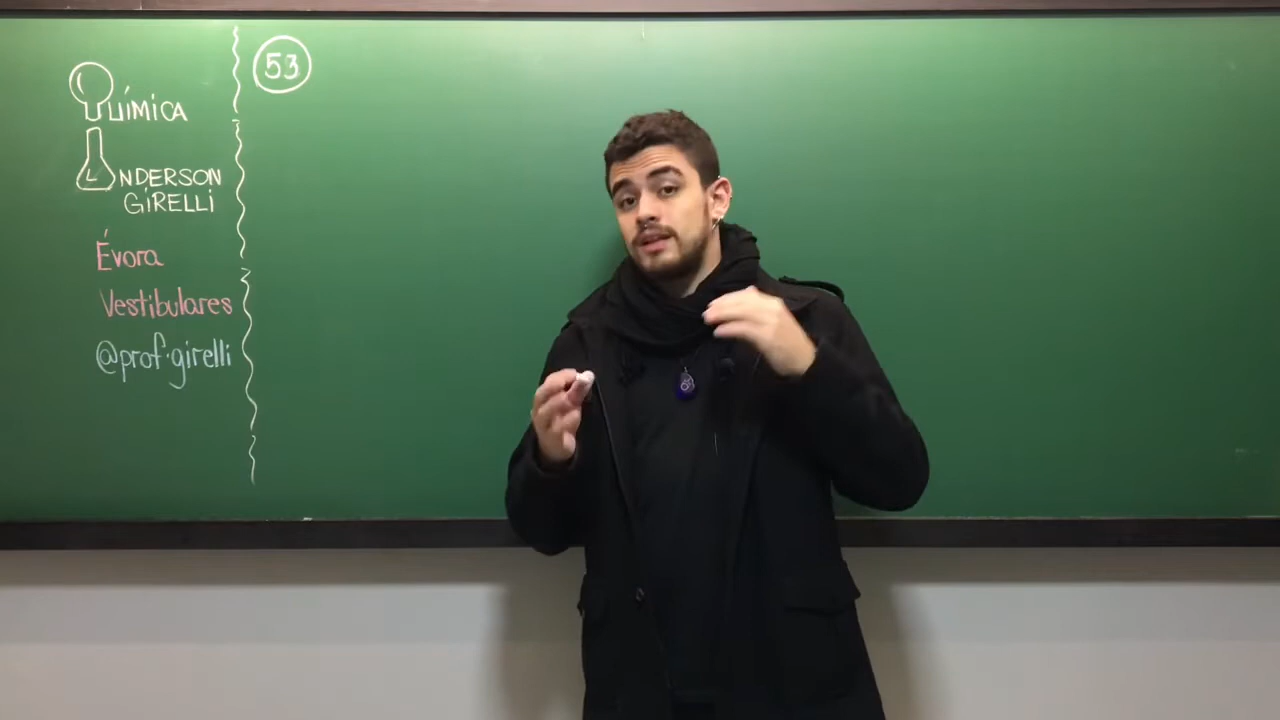 QUÍMICA
ANDERSON
GIRELLI
Évora
Vestibulares
@prof.girelli
53